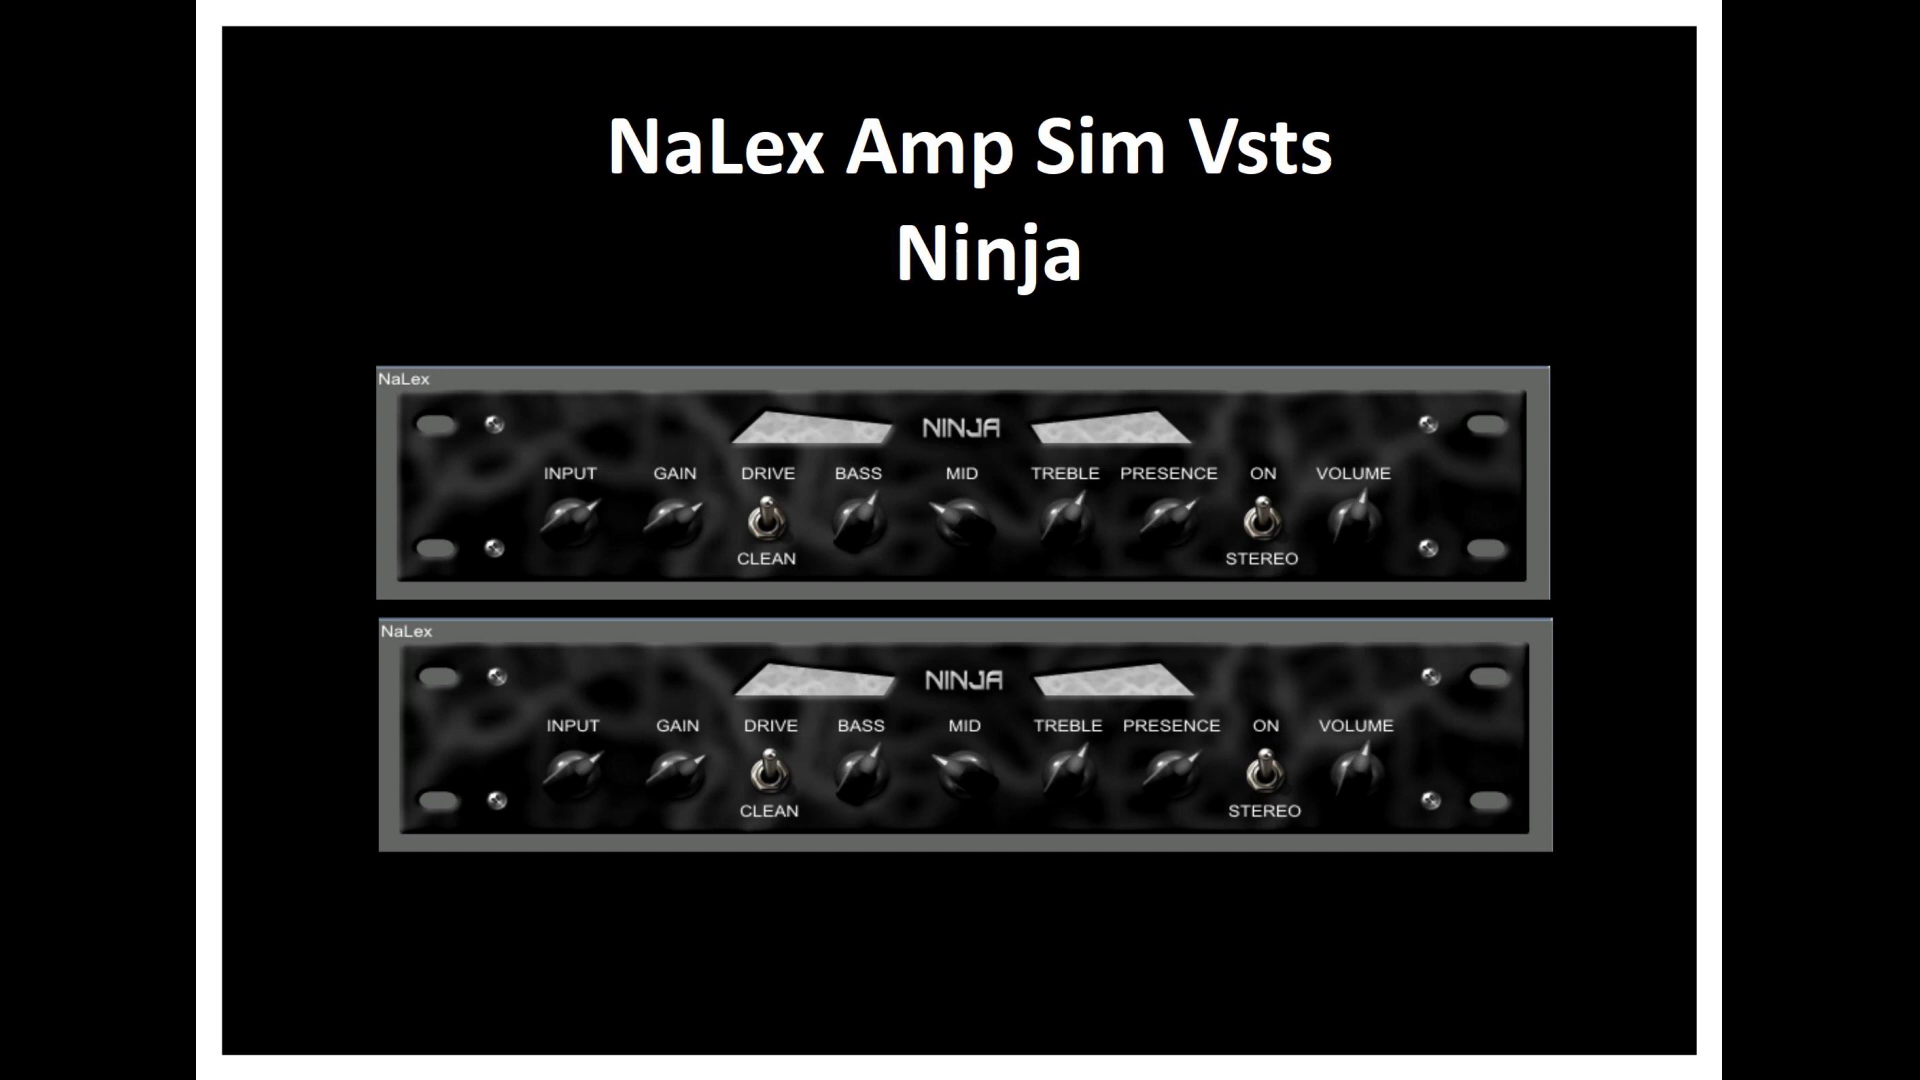 NaLex Amp Sim Vsts
Ninja
NaLex
NINJA
INPUT GAIN DRIVE BASS MID TREBLE PRESENCE ON VOLUME
CLEAN STEREO
NaLex
NINJA
INPUT GAIN DRIVE BASS MID TREBLE PRESENCE ON VOLUME
CLEAN STEREO